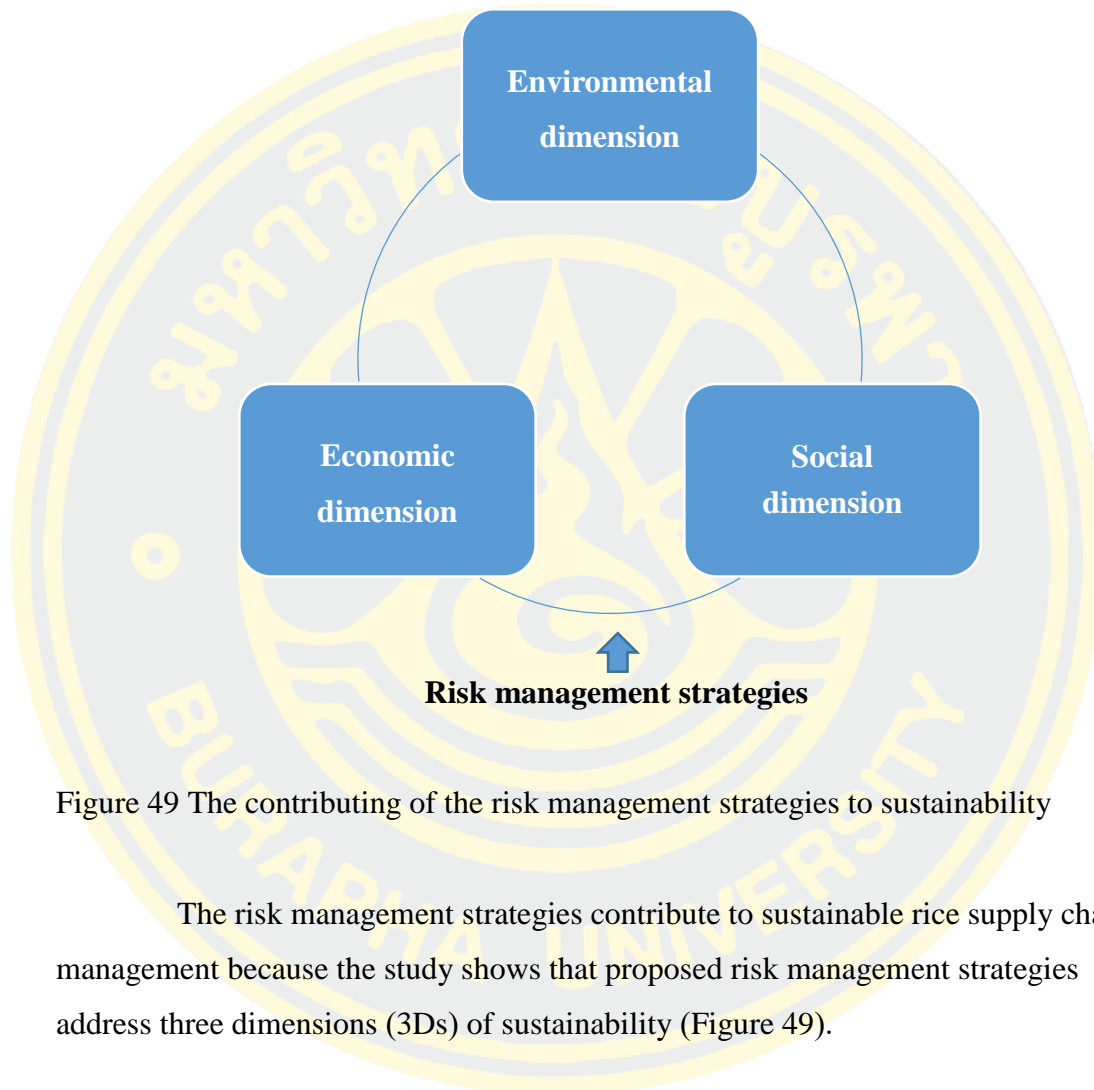 Environmental
dimension
Economic
dimension
Social
dimension
Risk management strategies
Figure 49 The contributing of the risk management strategies to sustainability
The risk management strategies contribute to sustainable rice supply cha
management because the study shows that proposed risk management strategies
address three dimensions (3Ds) of sustainability (Figure 49).
BURAPHA UNIVERSITY